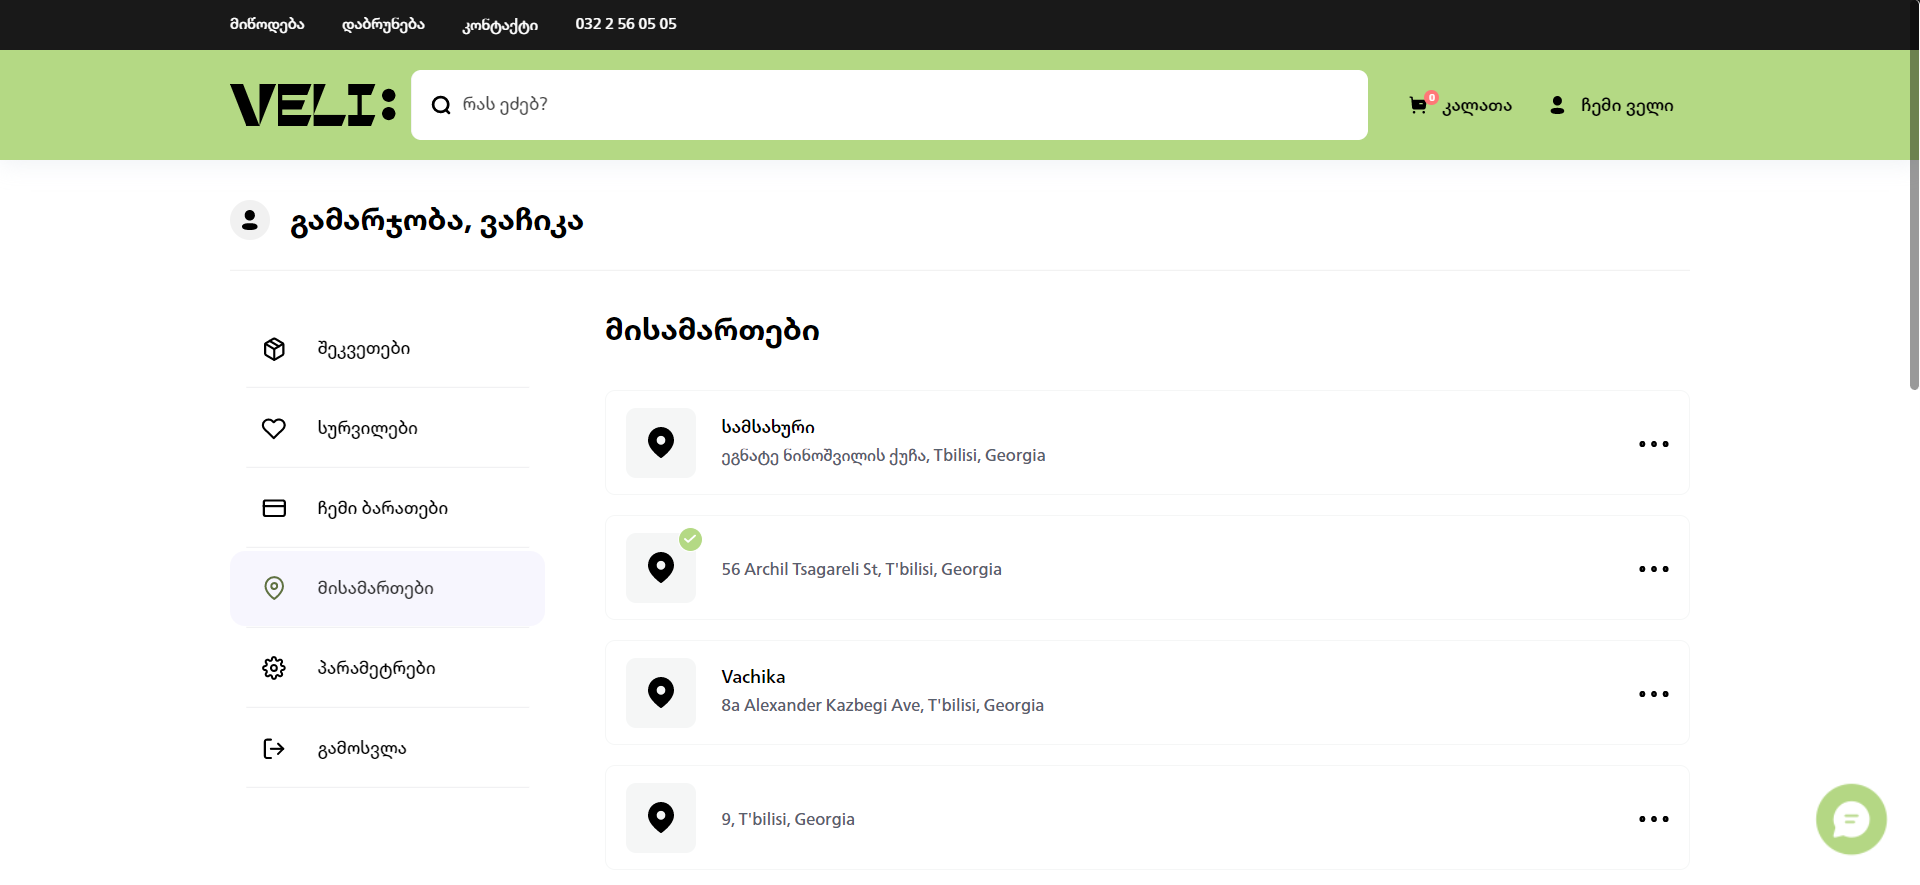 მიწოდება
დაბრუნება
კონტაქტი
032 2 56 05 05
VELI:
რას ეძებ?
0
კალათა
ჩემი ველი
გამარჯობა, ვაჩიკა
შეკვეთები
სურვილები
ჩემი ბარათები
მისამართები
პარამეტრები
გამოსვლა
მისამართები
სამსახური
ეგნატე ნინოშვილის ქუჩა, Tbilisi, Georgia
56 Archil Tsagareli St, T'bilisi, Georgia
Vachika
8a Alexander Kazbegi Ave, T'bilisi, Georgia
9, T'bilisi, Georgia